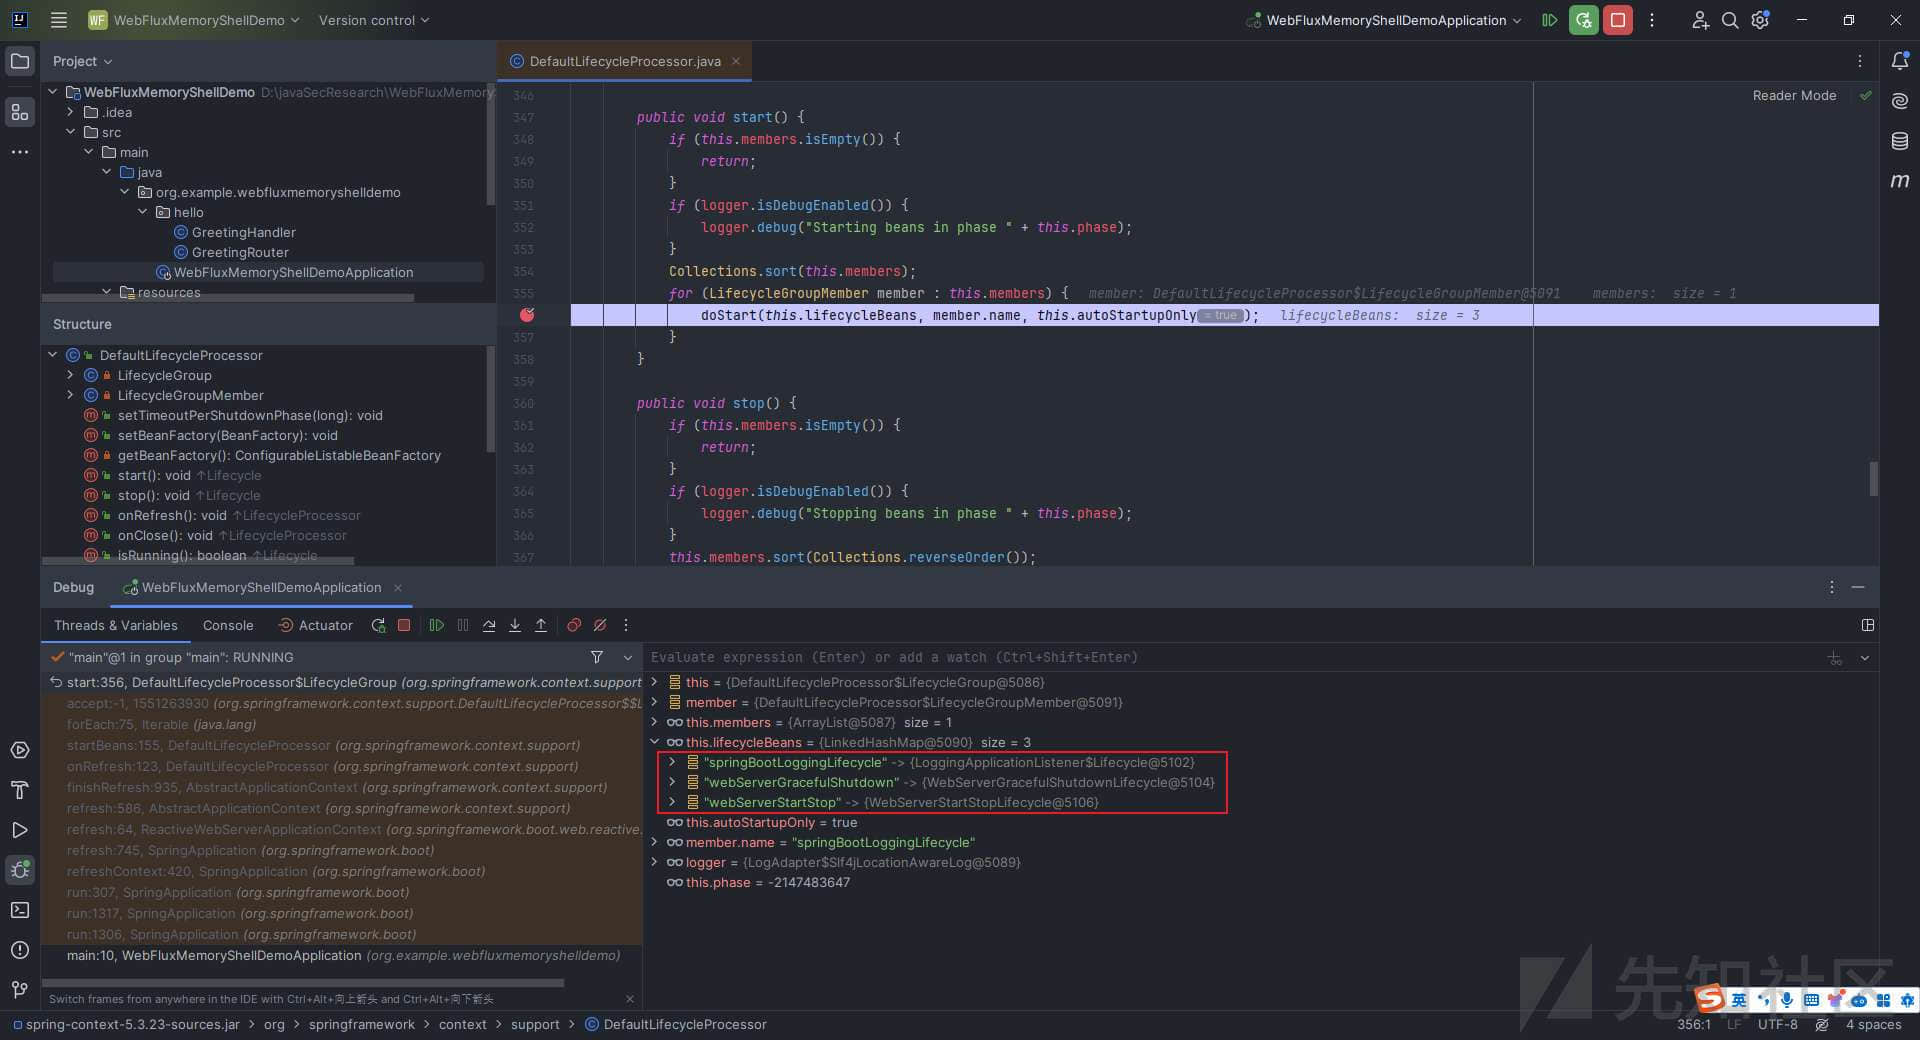 WF WebFluxMemoryShellDemo Version control WebFluxMemoryShellDemoApplication
Project
WebFluxMemoryShellDemo D:\javaSecResearch\WebFluxMemory
.idea
src
main
java
org.example.webfluxmemoryshelldemo
hello
GreetingHandler
GreetingRouter
WebFluxMemoryShellDemoApplication
resources
Structure
DefaultLifecycleProcessor
LifecycleGroup
LifecycleGroupMember
setTimeoutPerShutdownPhase(long): void
setBeanFactory(BeanFactory): void
getBeanFactory(): ConfigurableListableBeanFactory
start(): void ↑Lifecycle
stop(): void ↑Lifecycle
onRefresh(): void ↑LifecycleProcessor
onClose(): void ↑LifecycleProcessor
isRunning(): boolean ↑Lifecycle
DefaultLifecycleProcessor.java
Reader Mode
346
347 public void start() {
348 if (this.members.isEmpty()) {
349 return;
350 }
351 if (logger.isDebugEnabled()) {
352 logger.debug("Starting beans in phase " + this.phase);
353 }
354 Collections.sort(this.members);
355 for (LifecycleGroupMember member : this.members) { member: DefaultLifecycleProcessor$LifecycleGroupMember@5091 members: size = 1
doStart(this.lifecycleBeans, member.name, this.autoStartupOnly = true ); lifecycleBeans: size = 3
357 }
358 }
359
360 public void stop() {
361 if (this.members.isEmpty()) {
362 return;
363 }
364 if (logger.isDebugEnabled()) {
365 logger.debug("Stopping beans in phase " + this.phase);
366 }
367 this.members.sort(Collections.reverseOrder());
Debug WebFluxMemoryShellDemoApplication
Threads & Variables Console Actuator
"main"@1 in group "main": RUNNING
start:356, DefaultLifecycleProcessor$LifecycleGroup (org.springframework.context.support
accept:-1, 1551263930 (org.springframework.context.support.DefaultLifecycleProcessor$$L
forEach:75, Iterable (java.lang)
startBeans:155, DefaultLifecycleProcessor (org.springframework.context.support)
onRefresh:123, DefaultLifecycleProcessor (org.springframework.context.support)
finishRefresh:935, AbstractApplicationContext (org.springframework.context.support)
refresh:586, AbstractApplicationContext (org.springframework.context.support)
refresh:64, ReactiveWebServerApplicationContext (org.springframework.boot.web.reactive.
refresh:745, SpringApplication (org.springframework.boot)
refreshContext:420, SpringApplication (org.springframework.boot)
run:307, SpringApplication (org.springframework.boot)
run:1317, SpringApplication (org.springframework.boot)
run:1306, SpringApplication (org.springframework.boot)
main:10, WebFluxMemoryShellDemoApplication (org.example.webfluxmemoryshelldemo)
Switch frames from anywhere in the IDE with Ctrl+Alt+向上箭头 and Ctrl+Alt+向下箭头
Evaluate expression (Enter) or add a watch (Ctrl+Shift+Enter)
this = {DefaultLifecycleProcessor$LifecycleGroup@5086}
member = {DefaultLifecycleProcessor$LifecycleGroupMember@5091}
this.members = {ArrayList@5087} size = 1
this.lifecycleBeans = {LinkedHashMap@5090} size = 3
"springBootLoggingLifecycle" -> {LoggingApplicationListener$Lifecycle@5102}
"webServerGracefulShutdown" -> {WebServerGracefulShutdownLifecycle@5104}
"webServerStartStop" -> {WebServerStartStopLifecycle@5106}
this.autoStartupOnly = true
member.name = "springBootLoggingLifecycle"
logger = {LogAdapter$Slf4jLocationAwareLog@5089}
this.phase = -2147483647
先知社区
英
spring-context-5.3.23-sources.jar > org > springframework > context > support > DefaultLifecycleProcessor
356:1 LF UTF-8 4 spaces